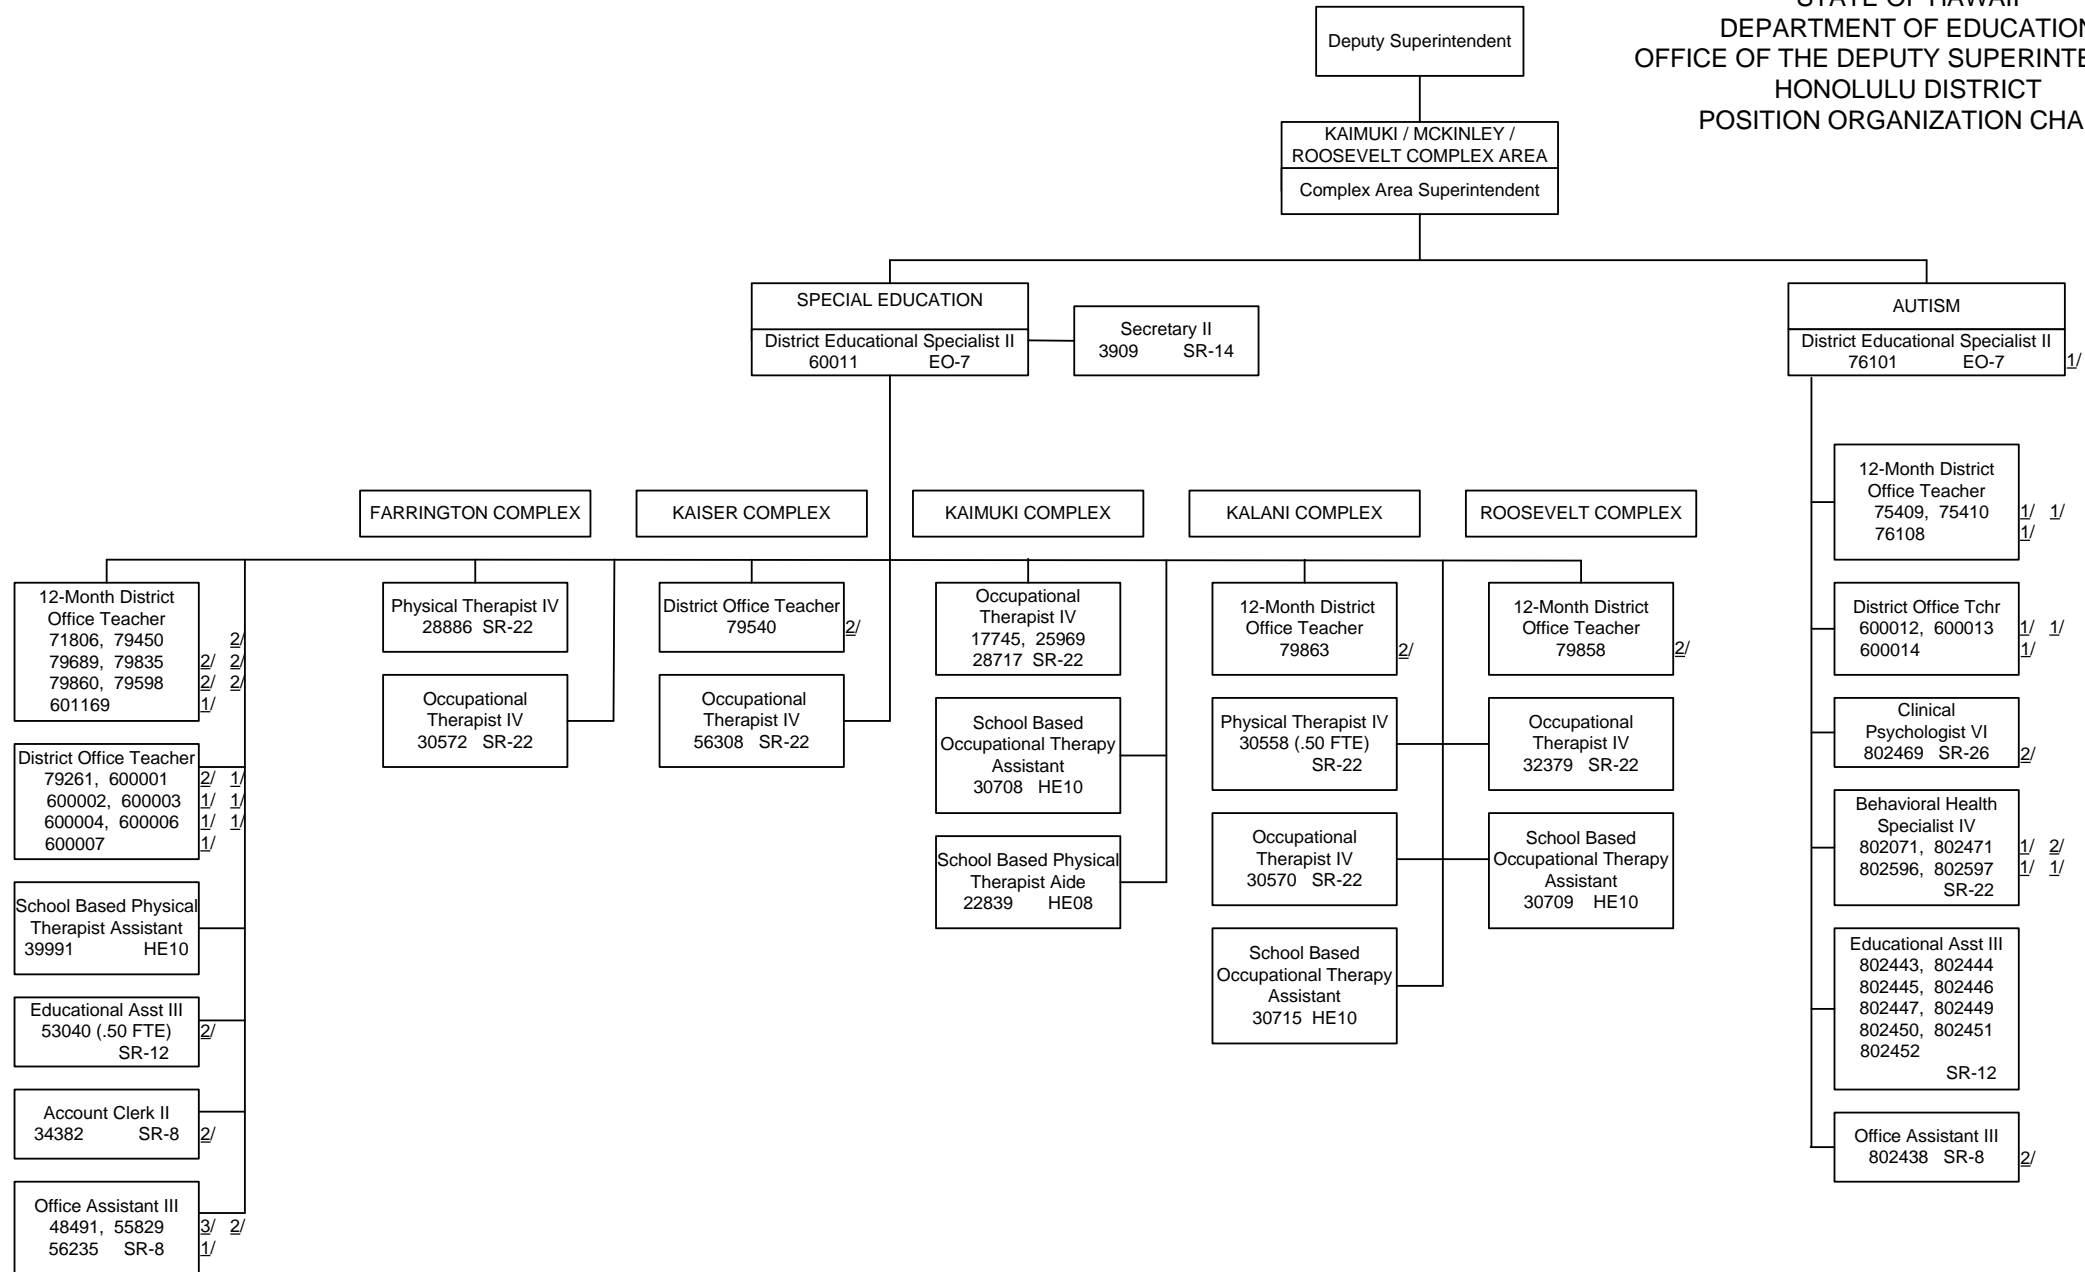 STATE OF HAWAII
DEPARTMENT OF EDUCATION
OFFICE OF THE DEPUTY
HONOLULU DISTRICT
POSITION ORGANIZATION
Deputy Superintendent
KAIMUKI / MCKINLEY /
ROOSEVELT COMPLEX AREA
Complex Area Superintendent
SPECIAL EDUCATION
District Educational Specialist II
60011 EO-7
Secretary II
3909 SR-14
AUTISM
District Educational Specialist II
76101 EO-7 1/
FARRINGTON COMPLEX
KAISER COMPLEX
KAIMUKI COMPLEX
KALANI COMPLEX
ROOSEVELT COMPLEX
12-Month District
Office Teacher
71806, 79450 2/
79689, 79835 2/ 2/
79860, 79598 2/ 2/
601169 1/
District Office Teacher
79261, 600001 2/ 1/
600002, 600003 1/ 1/
600004, 600006 1/ 1/
600007 1/
School Based Physical
Therapist Assistant
39991 HE10
Educational Asst III
53040 (.50 FTE) 2/
SR-12
Account Clerk II
34382 SR-8 2/
Office Assistant III
48491, 55829 3/ 2/
56235 SR-8 1/
Physical Therapist IV
28886 SR-22
Occupational
Therapist IV
30572 SR-22
District Office Teacher
79540 2/
Occupational
Therapist IV
56308 SR-22
Occupational
Therapist IV
17745, 25969
28717 SR-22
School Based
Occupational Therapy
Assistant
30708 HE10
School Based Physical
Therapist Aide
22839 HE08
12-Month District
Office Teacher
79863 2/
Physical Therapist IV
30558 (.50 FTE)
SR-22
Occupational
Therapist IV
30570 SR-22
School Based
Occupational Therapy
Assistant
30715 HE10
12-Month District
Office Teacher
79858 2/
Occupational
Therapist IV
32379 SR-22
School Based
Occupational Therapy
Assistant
30709 HE10
12-Month District
Office Teacher
75409, 75410 1/ 1/
76108 1/
District Office Tchr
600012, 600013 1/ 1/
600014 1/
Clinical
Psychologist VI
802469 SR-26 2/
Behavioral Health
Specialist IV
802071, 802471 1/ 2/
802596, 802597 1/ 1/
SR-22
Educational Asst III
802443, 802444
802445, 802446
802447, 802449
802450, 802451
802452
SR-12
Office Assistant III
802438 SR-8 2/